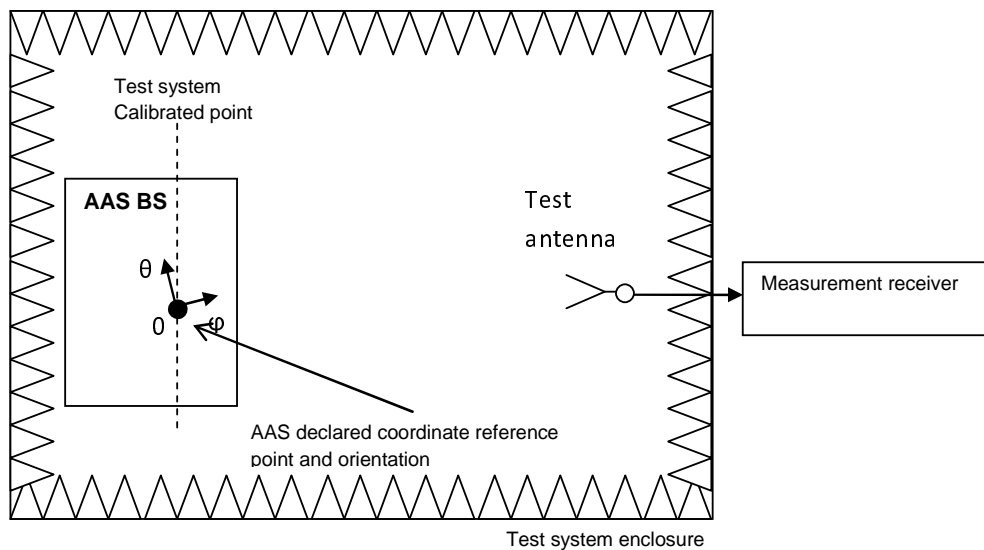 Test system
Calibrated point
AAS BS
Test
antenna
θ
0
φ
Measurement receiver
AAS declared coordinate reference
point and orientation
Test system enclosure